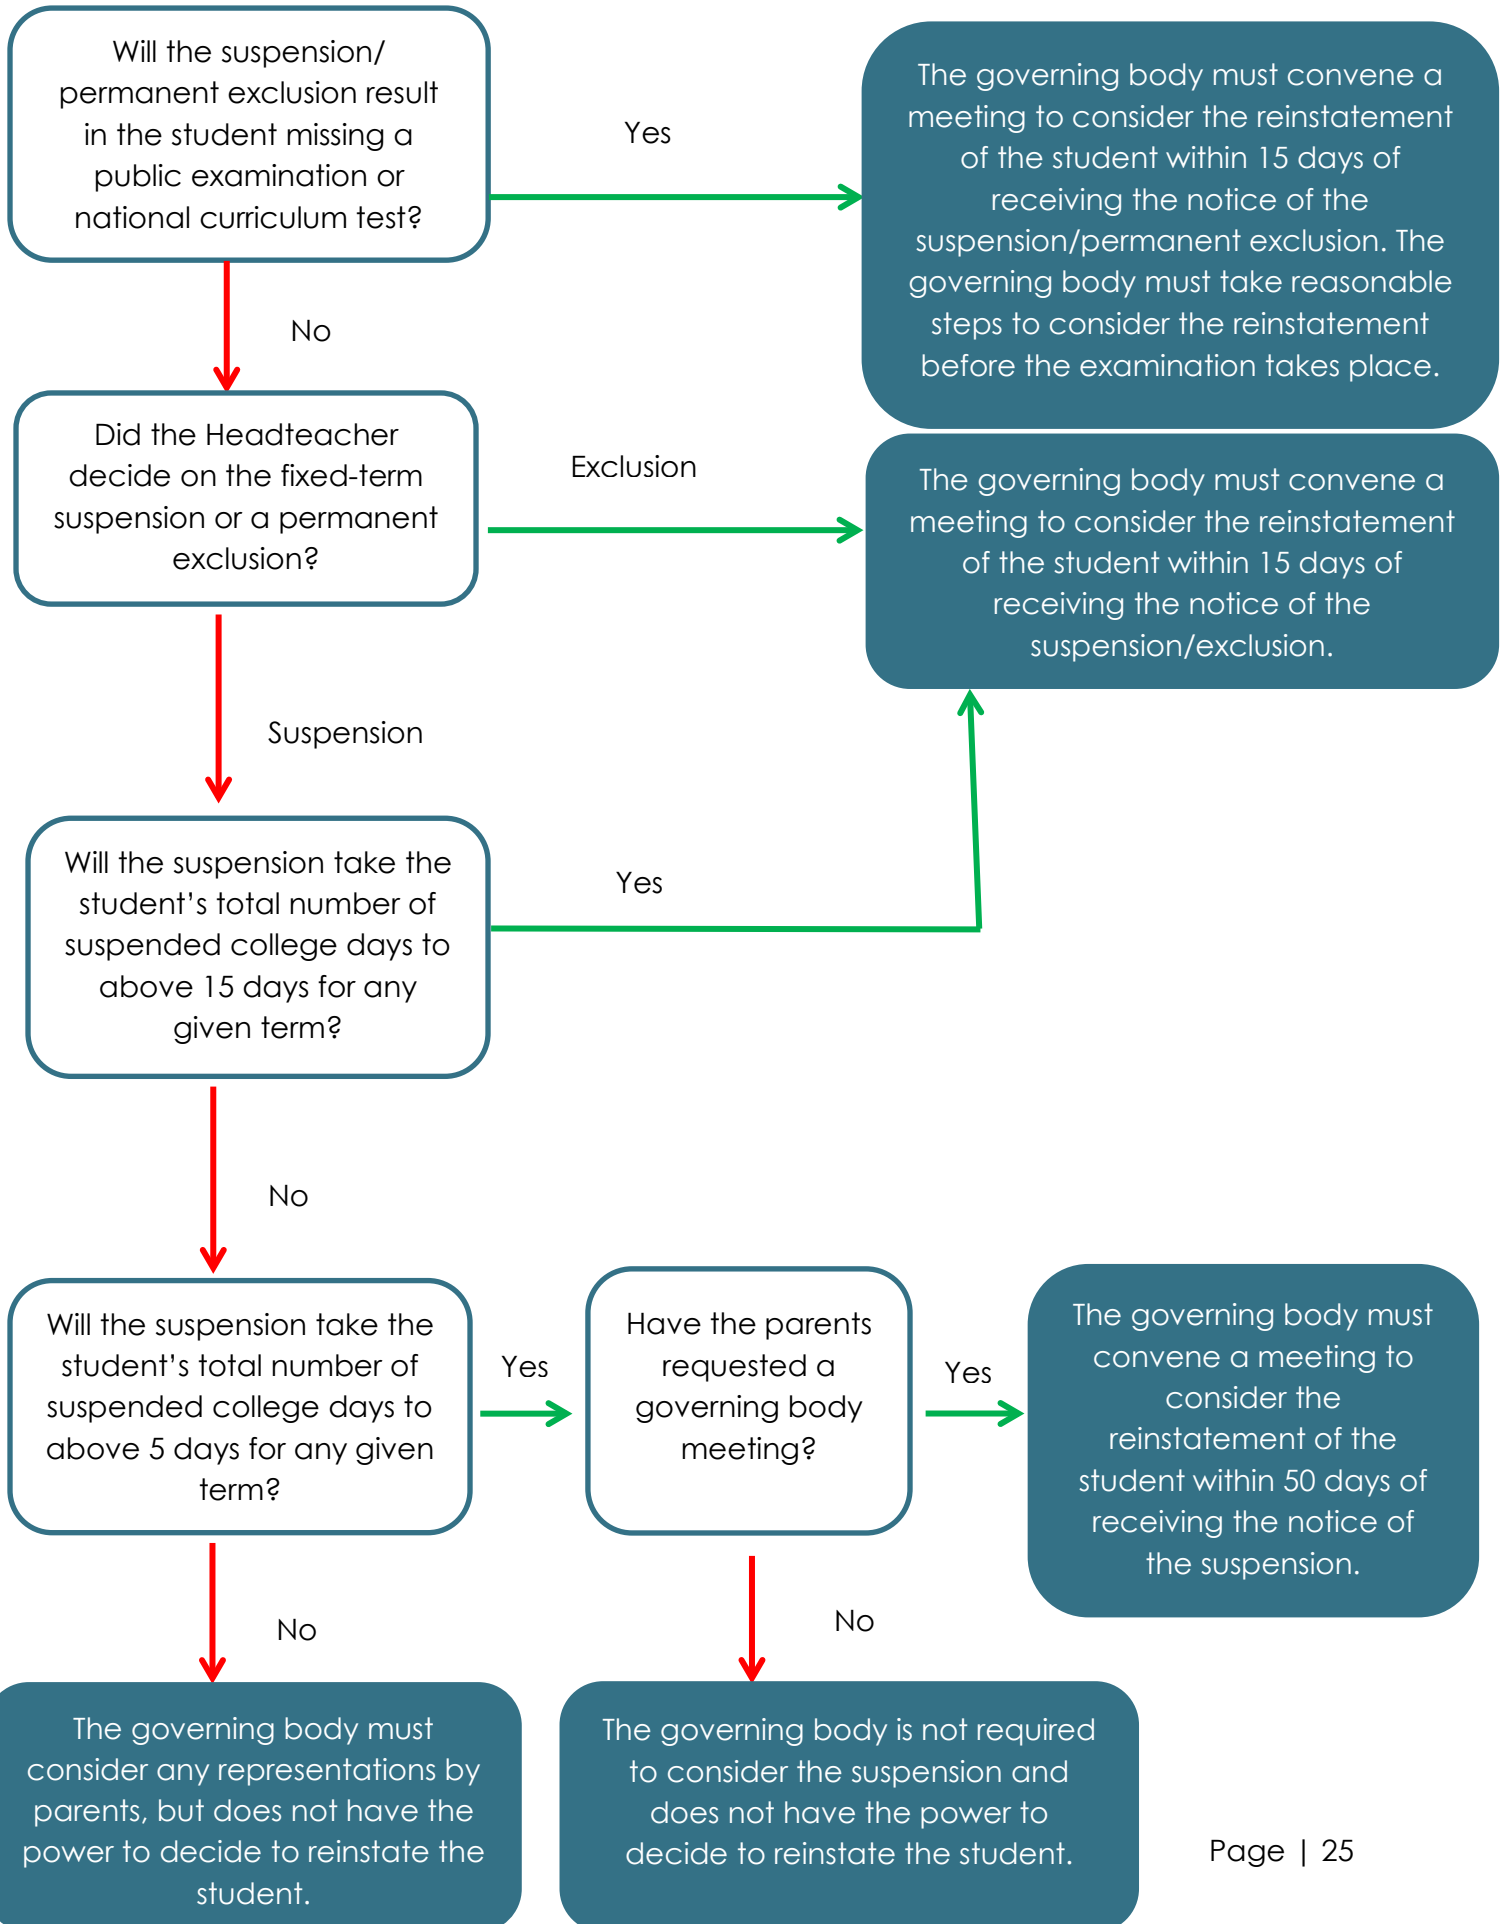 Will the suspension/
permanent exclusion result
in the student missing a
public examination or
national curriculum test?
Yes
The governing body must convene a
meeting to consider the reinstatement
of the student within 15 days of
receiving the notice of the
suspension/permanent exclusion. The
governing body must take reasonable
steps to consider the reinstatement
before the examination takes place.
No
Did the Headteacher
decide on the fixed-term
suspension or a permanent
exclusion?
Exclusion
The governing body must convene a
meeting to consider the reinstatement
of the student within 15 days of
receiving the notice of the
suspension/exclusion.
Suspension
Will the suspension take the
student’s total number of
suspended college days to
above 15 days for any
given term?
Yes
No
Will the suspension take the
student’s total number of
suspended college days to
above 5 days for any given
term?
Yes
Have the parents
requested a
governing body
meeting?
Yes
The governing body must
convene a meeting to
consider the
reinstatement of the
student within 50 days of
receiving the notice of
the suspension.
No
No
The governing body must
consider any representations by
parents, but does not have the
power to decide to reinstate the
student.
The governing body is not required
to consider the suspension and
does not have the power to
decide to reinstate the student.
Page | 25